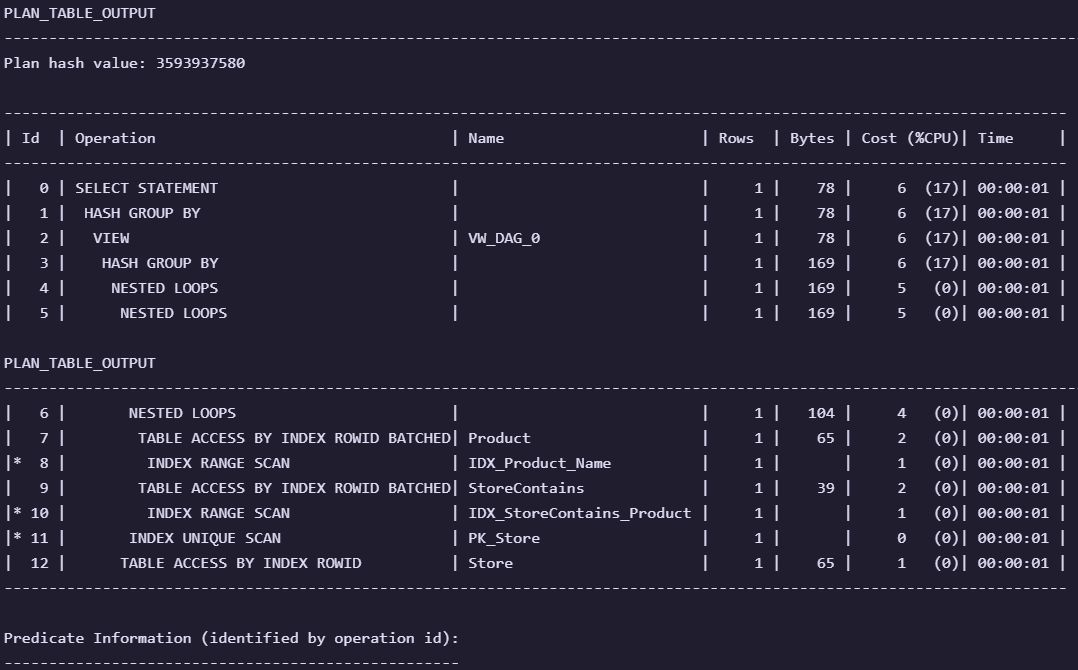 PLAN_TABLE_OUTPUT
------------------------------------------------------------------------------------------------------------------------
Plan hash value: 3593937580
-----------------------------------------------------------------------------------------------------------------------
| Id  | Operation                                 | Name                      | Rows  | Bytes | Cost (%CPU)| Time     |
-----------------------------------------------------------------------------------------------------------------------
|   0 | SELECT STATEMENT                          |                           |     1 |    78 |     6  (17)| 00:00:01 |
|   1 |  HASH GROUP BY                            |                           |     1 |    78 |     6  (17)| 00:00:01 |
|   2 |   VIEW                                    | VW_DAG_0                  |     1 |    78 |     6  (17)| 00:00:01 |
|   3 |    HASH GROUP BY                          |                           |     1 |   169 |     6  (17)| 00:00:01 |
|   4 |     NESTED LOOPS                          |                           |     1 |   169 |     5   (0)| 00:00:01 |
|   5 |      NESTED LOOPS                         |                           |     1 |   169 |     5   (0)| 00:00:01 |
PLAN_TABLE_OUTPUT
------------------------------------------------------------------------------------------------------------------------
|   6 |       NESTED LOOPS                        |                           |     1 |   104 |     4   (0)| 00:00:01 |
|   7 |        TABLE ACCESS BY INDEX ROWID BATCHED| Product                   |     1 |    65 |     2   (0)| 00:00:01 |
|*  8 |         INDEX RANGE SCAN                  | IDX_Product_Name          |     1 |       |     1   (0)| 00:00:01 |
|   9 |        TABLE ACCESS BY INDEX ROWID BATCHED| StoreContains             |     1 |    39 |     2   (0)| 00:00:01 |
|* 10 |         INDEX RANGE SCAN                  | IDX_StoreContains_Product |     1 |       |     1   (0)| 00:00:01 |
|* 11 |       INDEX UNIQUE SCAN                   | PK_Store                  |     1 |       |     0   (0)| 00:00:01 |
|  12 |      TABLE ACCESS BY INDEX ROWID          | Store                     |     1 |    65 |     1   (0)| 00:00:01 |
-----------------------------------------------------------------------------------------------------------------------
Predicate Information (identified by operation id):
---------------------------------------------------